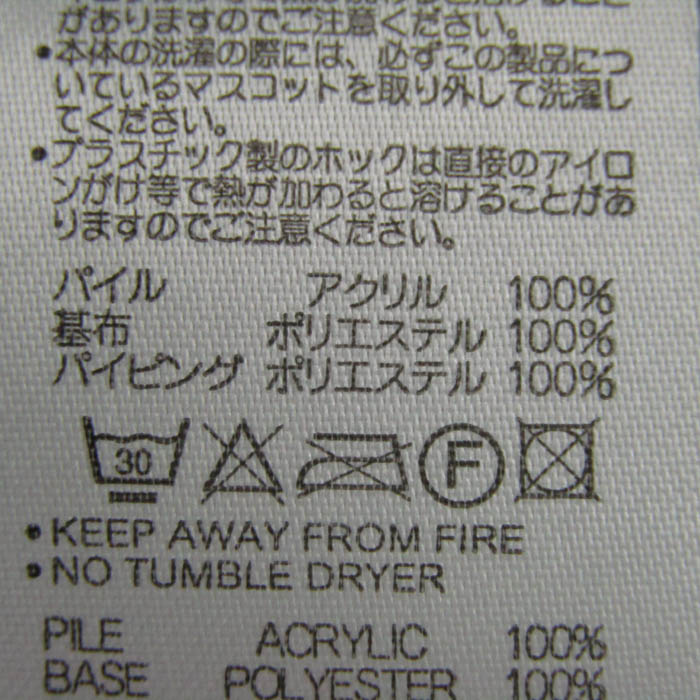 がありますのでご注意ください。
•本体の洗濯の際には、必ずこの製品につ
いているマスコットを取り外して洗濯し
てください。
•プラスチック製のホックは直接のアイロ
ンがけ等で熱が加わると溶けることがあ
りますのでご注意ください。
パイル アクリル 100%
基布 ポリエステル 100%
パイピング ポリエステル 100%
30 F
•KEEP AWAY FROM FIRE
•NO TUMBLE DRYER
PILE ACRYLIC 100%
BASE POLYESTER 100%